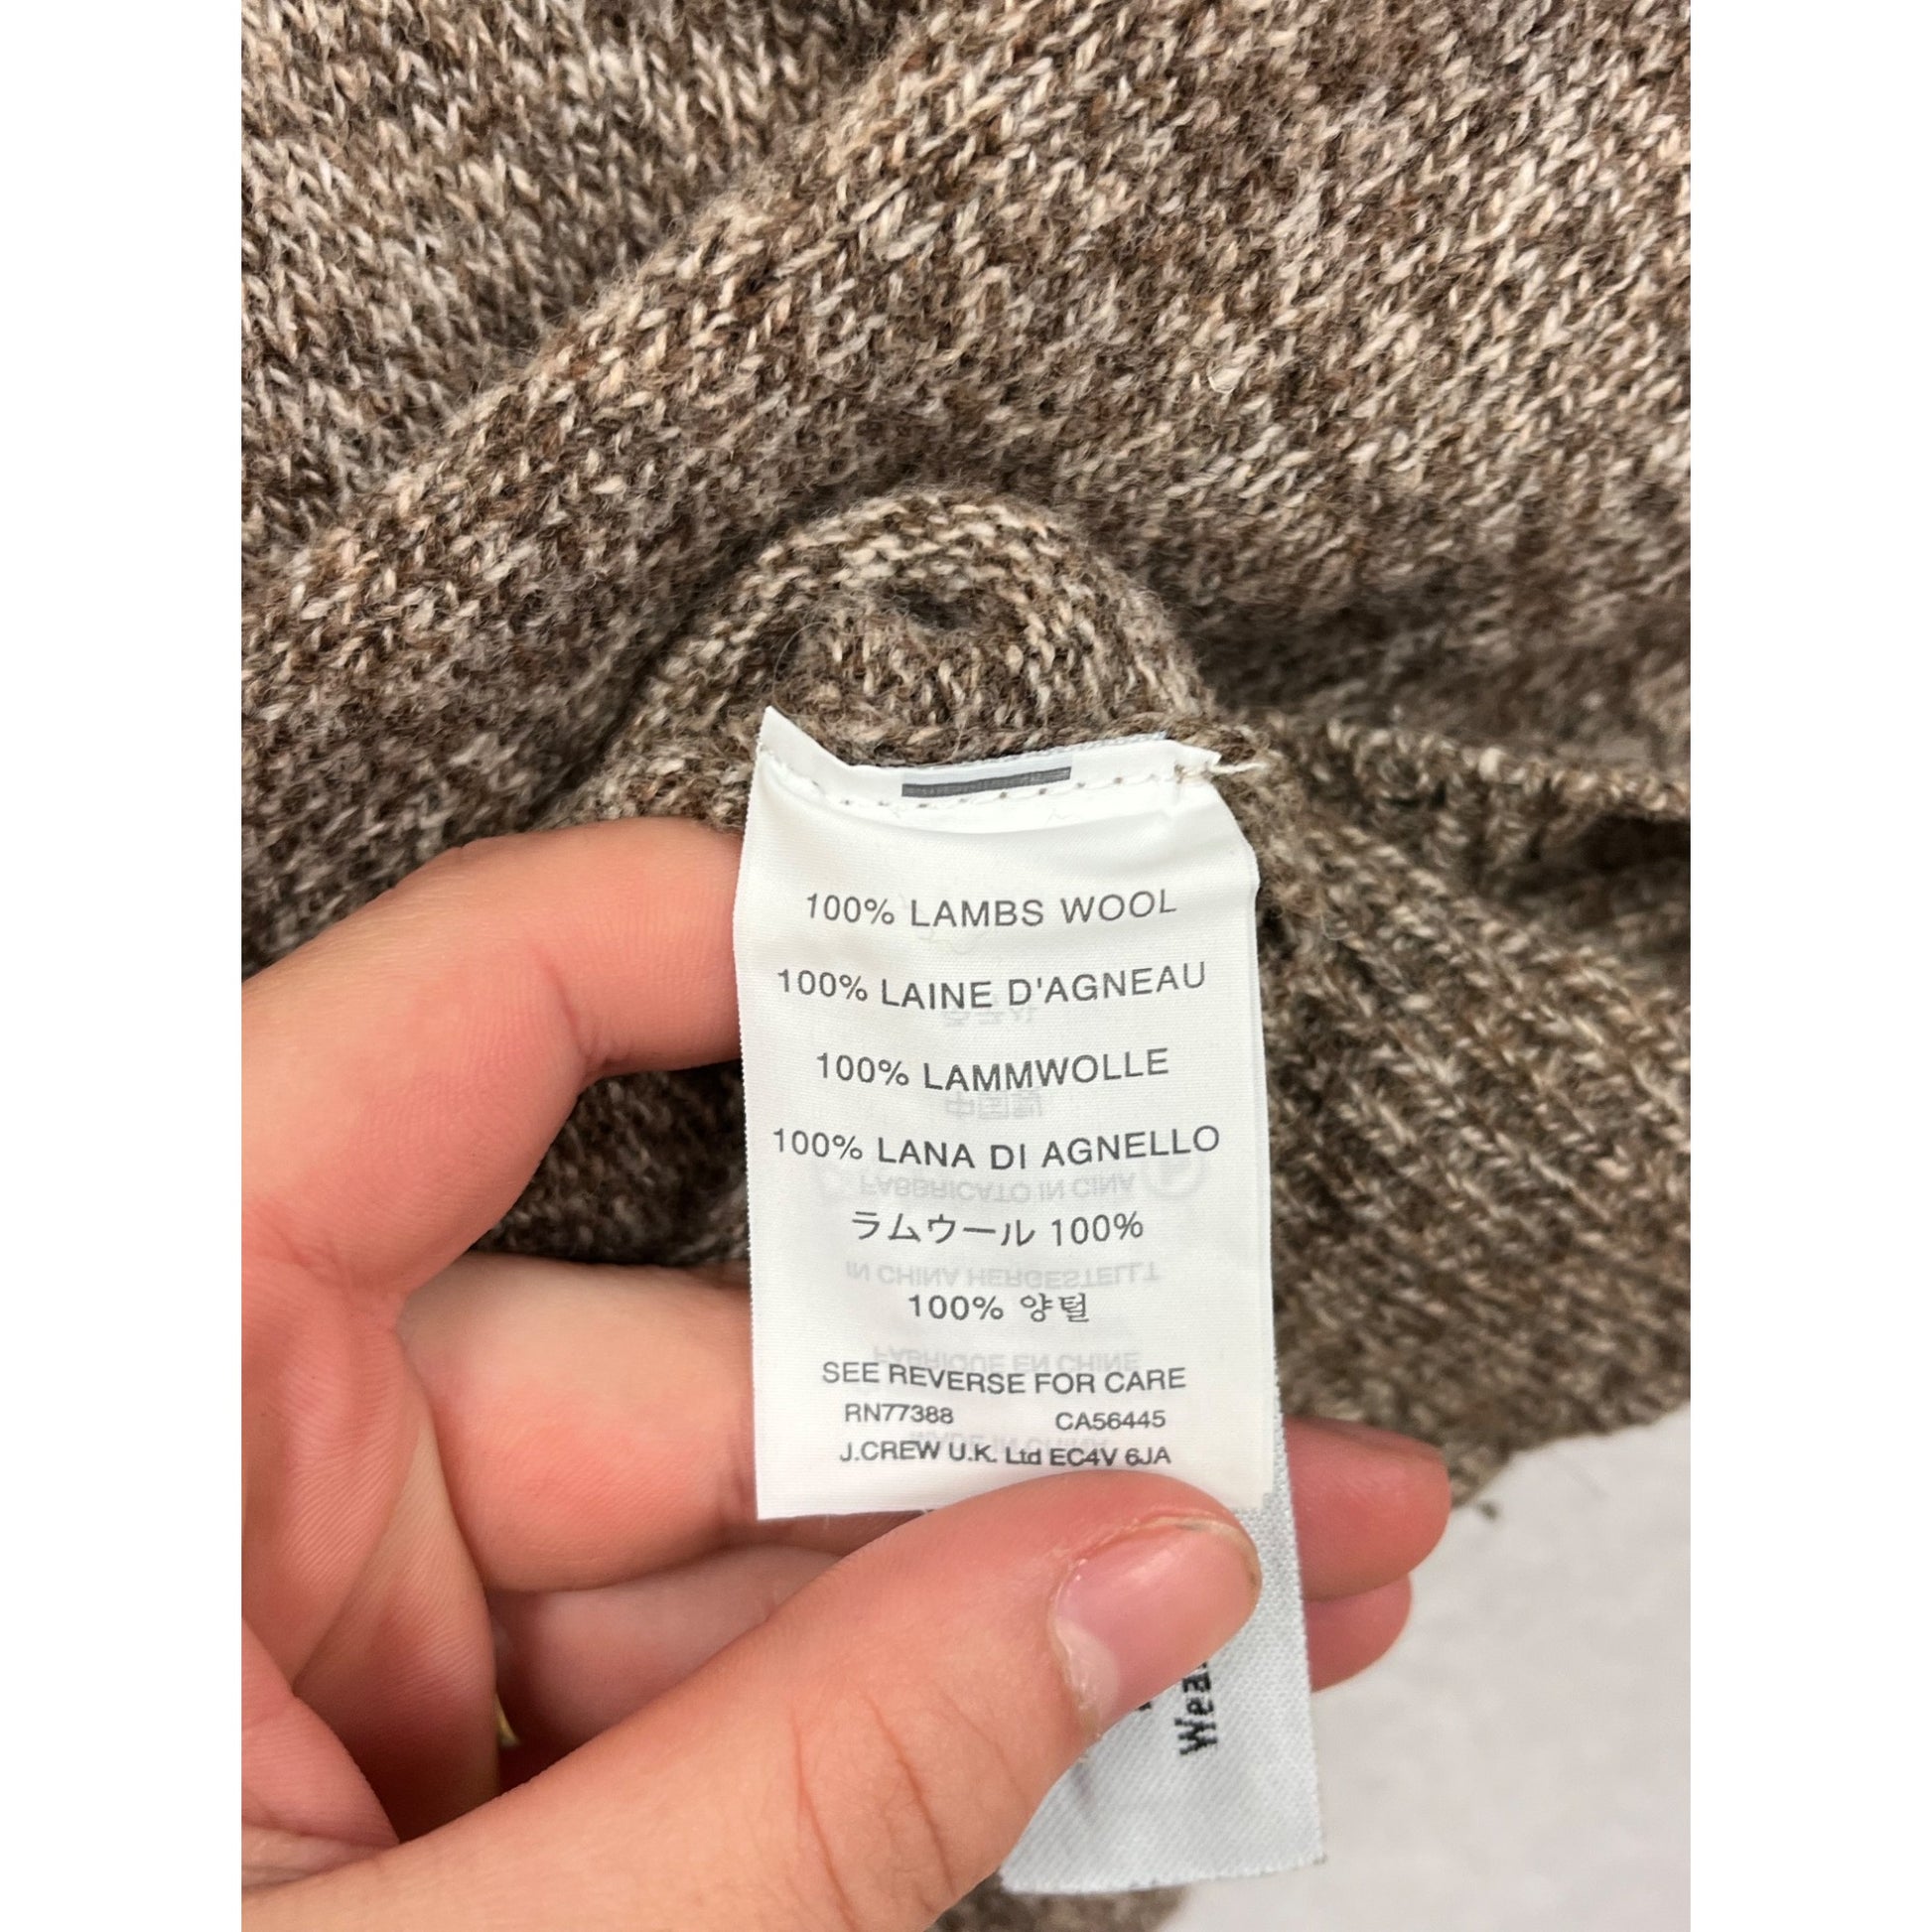 100% LAMBS WOOL
100% LAINE D'AGNEAU
100% LAMMWOLLE
100% LANA DI AGNELLO
ラムウール 100%
100% 양털
SEE REVERSE FOR CARE
RN77388 CA56445
J.CREW U.K. Ltd EC4V 6JA